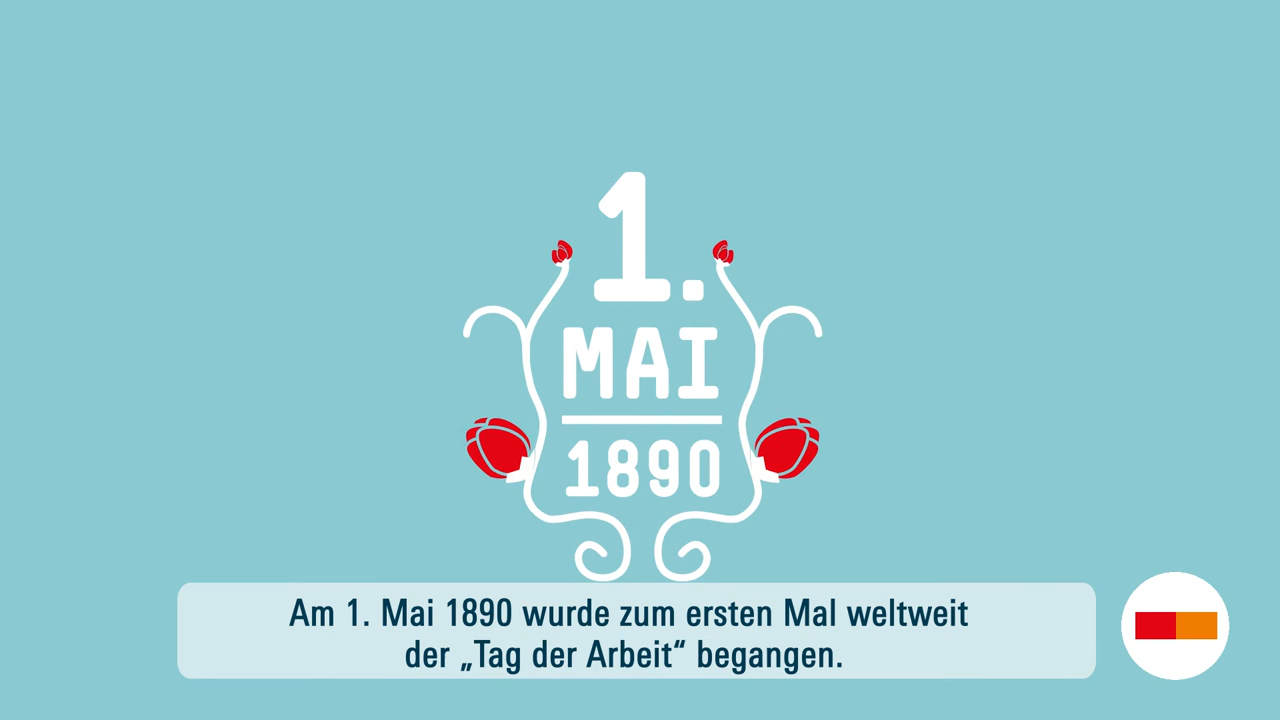 1.
MAI
1890
Am 1. Mai 1890 wurde zum ersten Mal weltweit
der „Tag der Arbeit“ begangen.